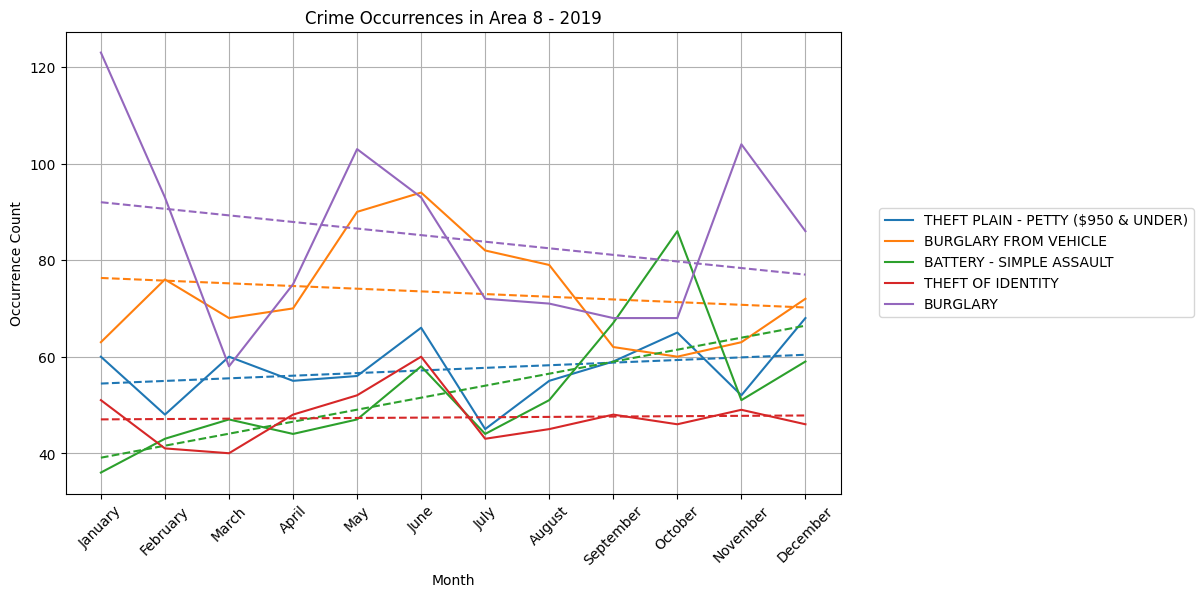 Crime Occurrences in Area 8 - 2019
Occurrence Count
120
100
80
60
40
January
February
March
April
May
June
July
August
September
October
November
December
Month
THEFT PLAIN - PETTY ($950 & UNDER)
BURGLARY FROM VEHICLE
BATTERY - SIMPLE ASSAULT
THEFT OF IDENTITY
BURGLARY